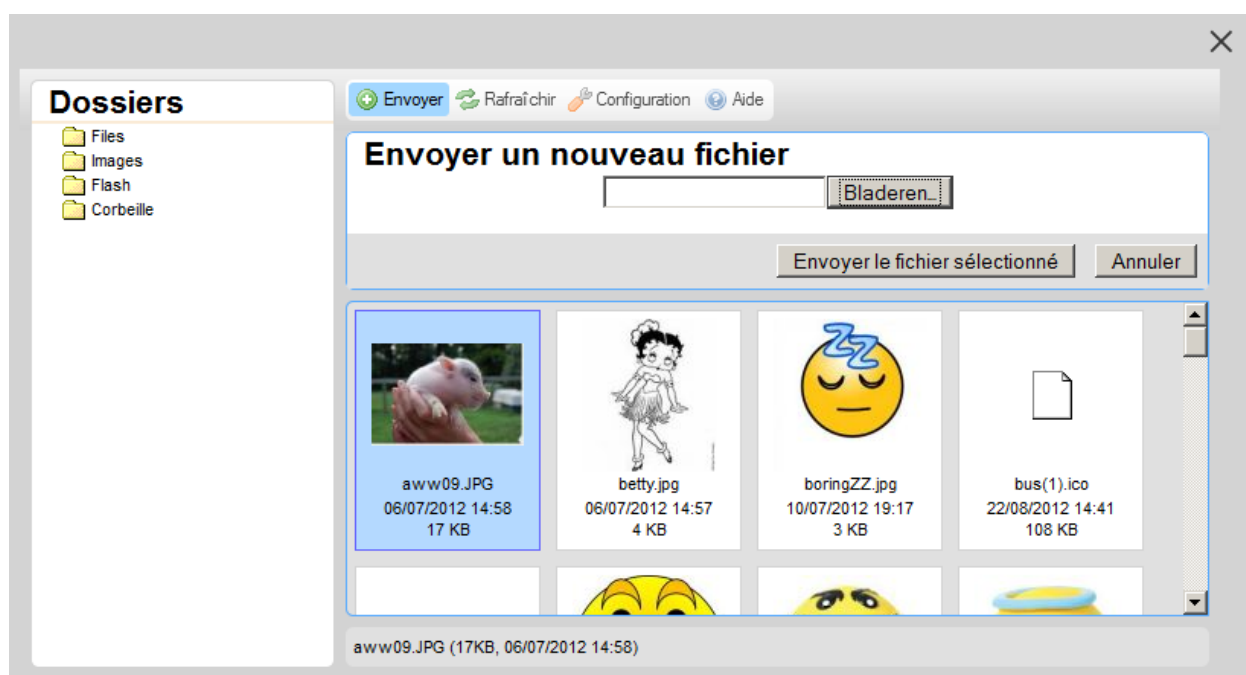 Dossiers
Files
Images
Flash
Corbeille
Envoyer Rafraîchir Configuration Aide
Envoyer un nouveau fichier
Bladeren...
Envoyer le fichier sélectionné Annuler
aww09.JPG
06/07/2012 14:58
17 KB
betty.jpg
06/07/2012 14:57
4 KB
boringZZ.jpg
10/07/2012 19:17
3 KB
bus(1).ico
22/08/2012 14:41
108 KB
aww09.JPG (17KB, 06/07/2012 14:58)